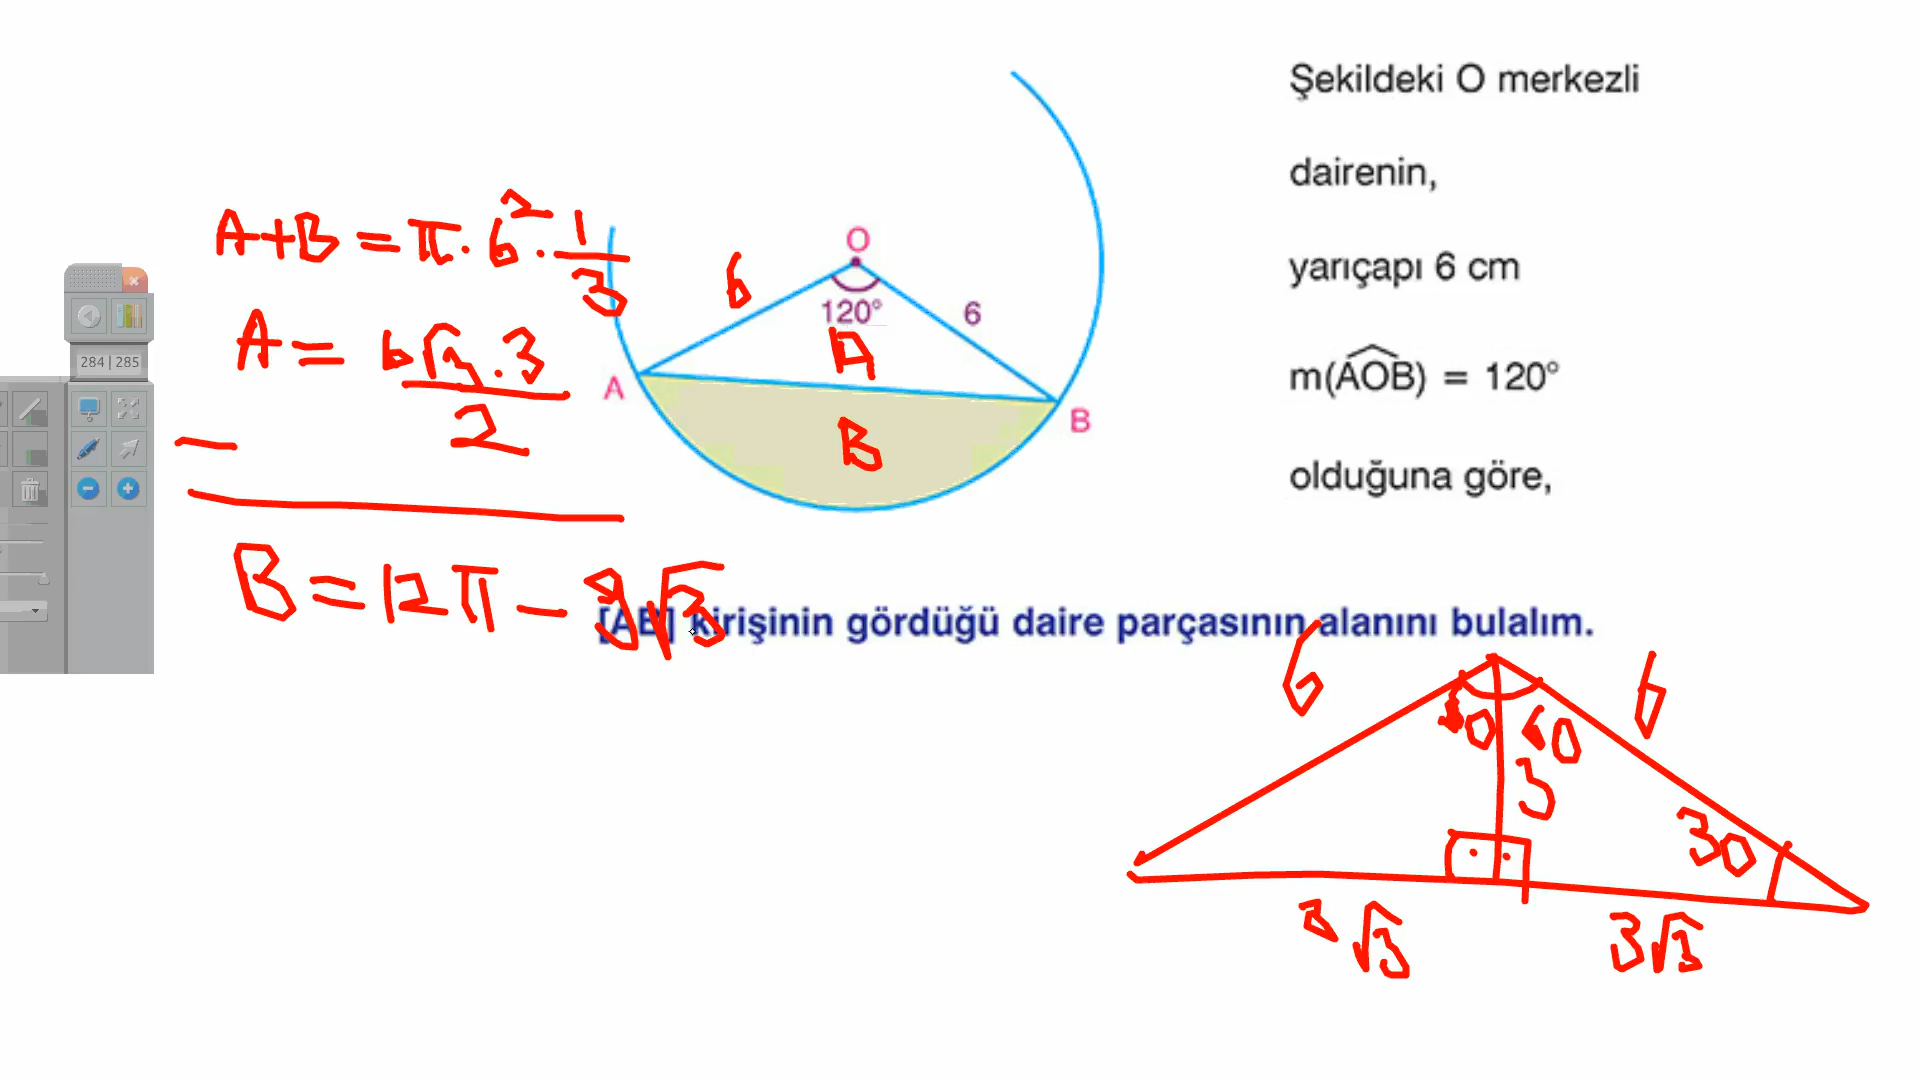 Şekildeki O merkezli
dairenin,
yarıçapı 6 cm
m(AOB) = 120°
olduğuna göre,
A+B = π · 6² · 1/3
A = 6√3 · 3 / 2
−
B = 12π − 9√3
O
6
120°
6
A
A
B
B
[AB] kirişinin gördüğü daire parçasının alanını bulalım.
6
6
60
60
3
30
3√3
3√3
284 | 285